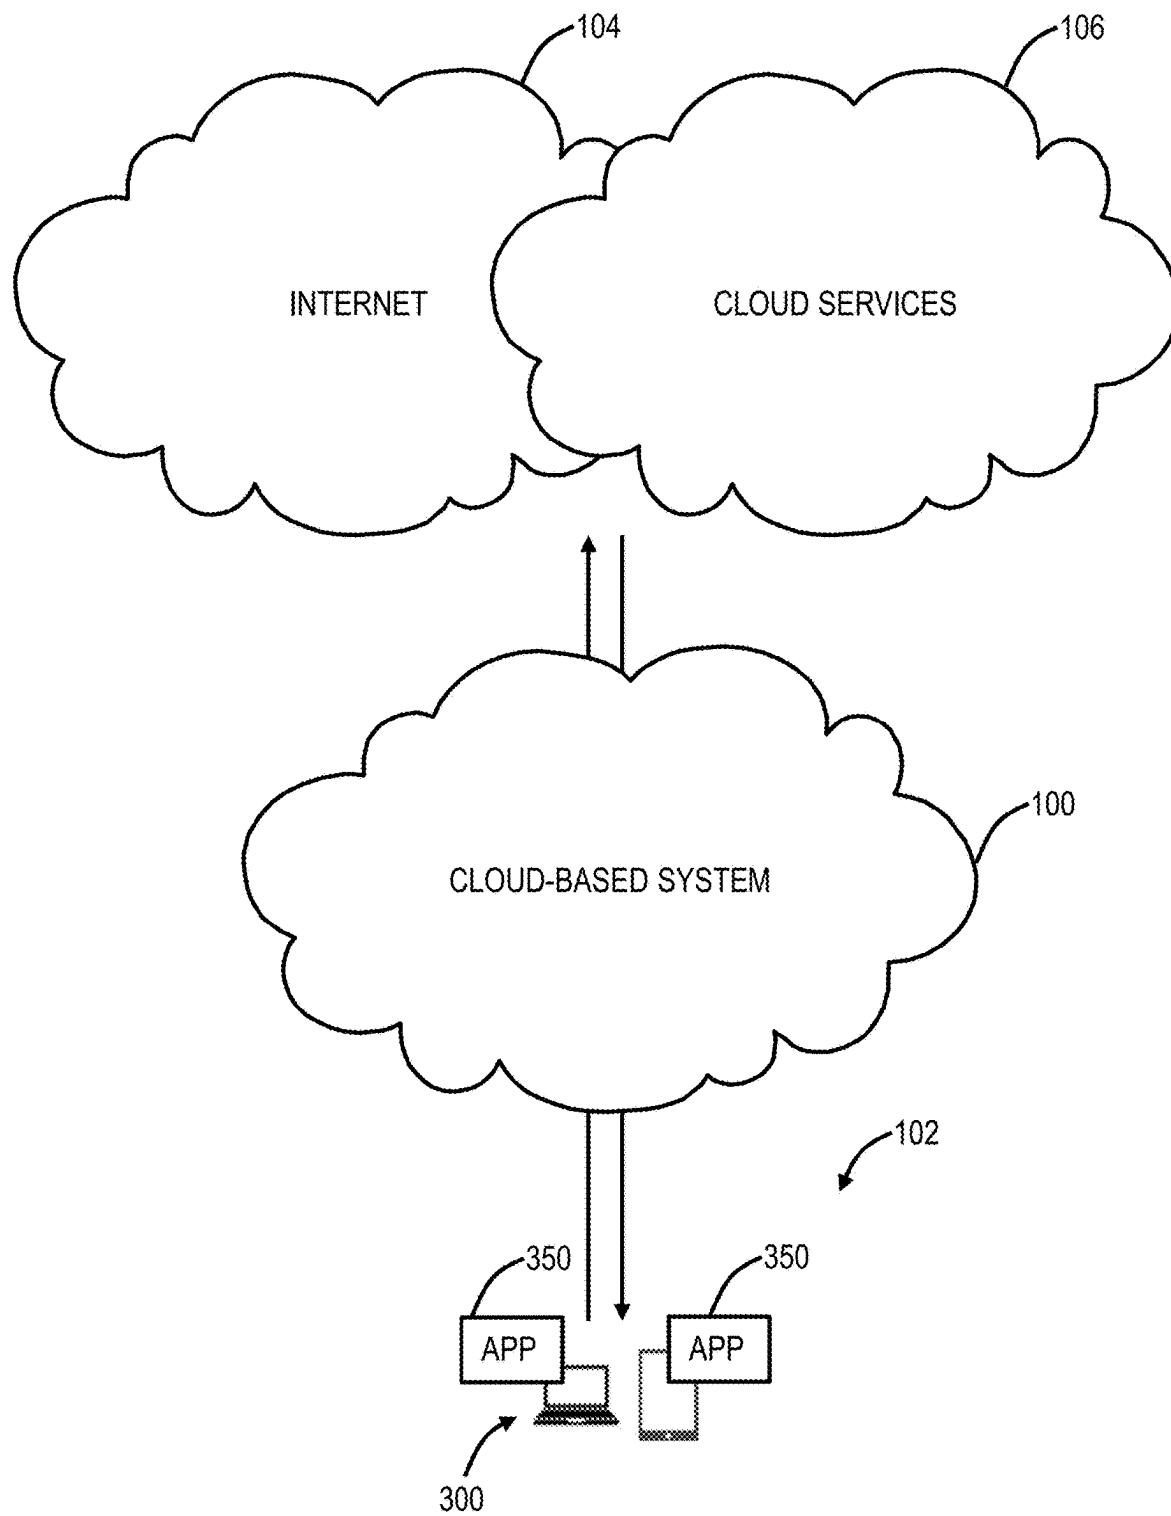 104
106
INTERNET
CLOUD SERVICES
100
CLOUD-BASED SYSTEM
102
350
350
APP
APP
300